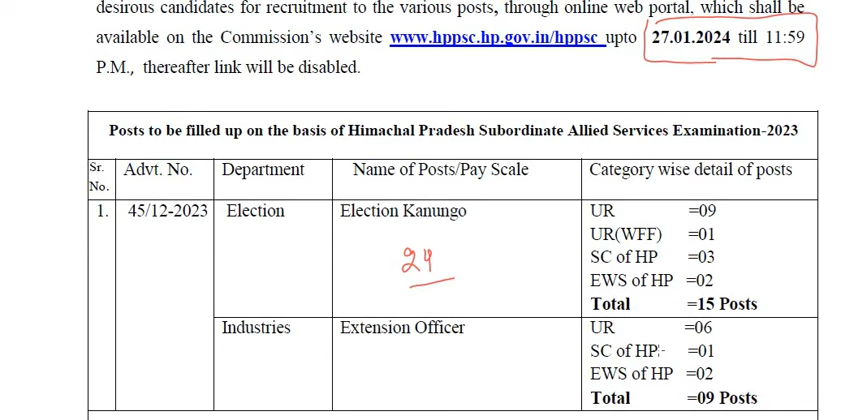 desirous candidates for recruitment to the various posts, through online web portal, which shall be
available on the Commission's website www.hppsc.hp.gov.in/hppsc upto 27.01.2024 till 11:59
P.M., thereafter link will be disabled.
Posts to be filled up on the basis of Himachal Pradesh Subordinate Allied Services Examination-2023
Sr. No. Advt. No. Department Name of Posts/Pay Scale Category wise detail of posts
1. 45/12-2023 Election Election Kanungo UR =09
UR(WFF) =01
24
SC of HP =03
EWS of HP =02
Total =15 Posts
Industries Extension Officer UR =06
SC of HP:- =01
EWS of HP =02
Total =09 Posts